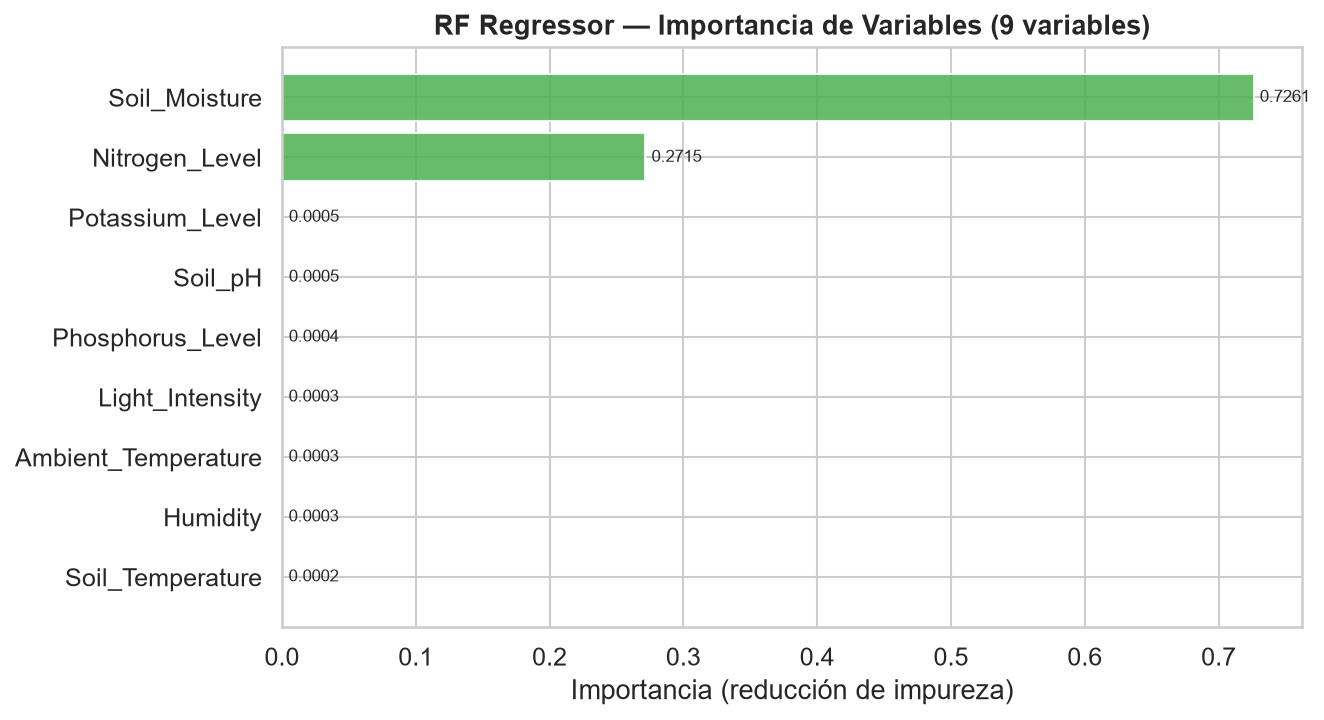 RF Regressor — Importancia de Variables (9 variables)
Soil_Moisture 0.7261
Nitrogen_Level 0.2715
Potassium_Level 0.0005
Soil_pH 0.0005
Phosphorus_Level 0.0004
Light_Intensity 0.0003
Ambient_Temperature 0.0003
Humidity 0.0003
Soil_Temperature 0.0002
0.0 0.1 0.2 0.3 0.4 0.5 0.6 0.7
Importancia (reducción de impureza)